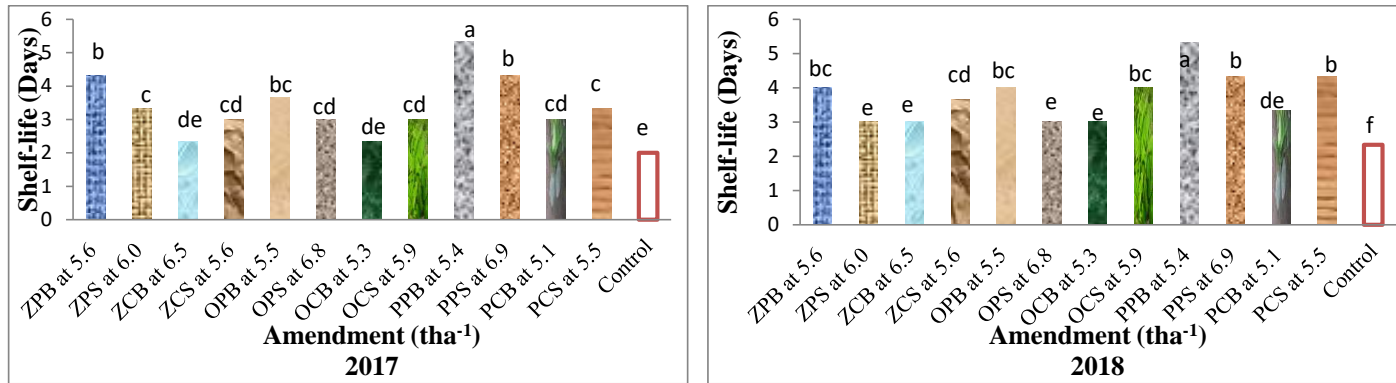 Shelf-life (Days)
6
5
4
3
2
1
0
b
c
de
cd
bc
cd
de
cd
a
b
cd
c
e
ZPB at 5.6
ZPS at 6.0
ZCB at 6.5
ZCS at 5.6
OPB at 5.5
OPS at 6.8
OCB at 5.3
OCS at 5.9
PPB at 5.4
PPS at 6.9
PCB at 5.1
PCS at 5.5
Control
Amendment (tha-1)
2017
Shelf-life (Days)
6
5
4
3
2
1
0
bc
e
e
cd
bc
e
e
bc
a
b
de
b
f
ZPB at 5.6
ZPS at 6.0
ZCB at 6.5
ZCS at 5.6
OPB at 5.5
OPS at 6.8
OCB at 5.3
OCS at 5.9
PPB at 5.4
PPS at 6.9
PCB at 5.1
PCS at 5.5
Control
Amendment (tha-1)
2018